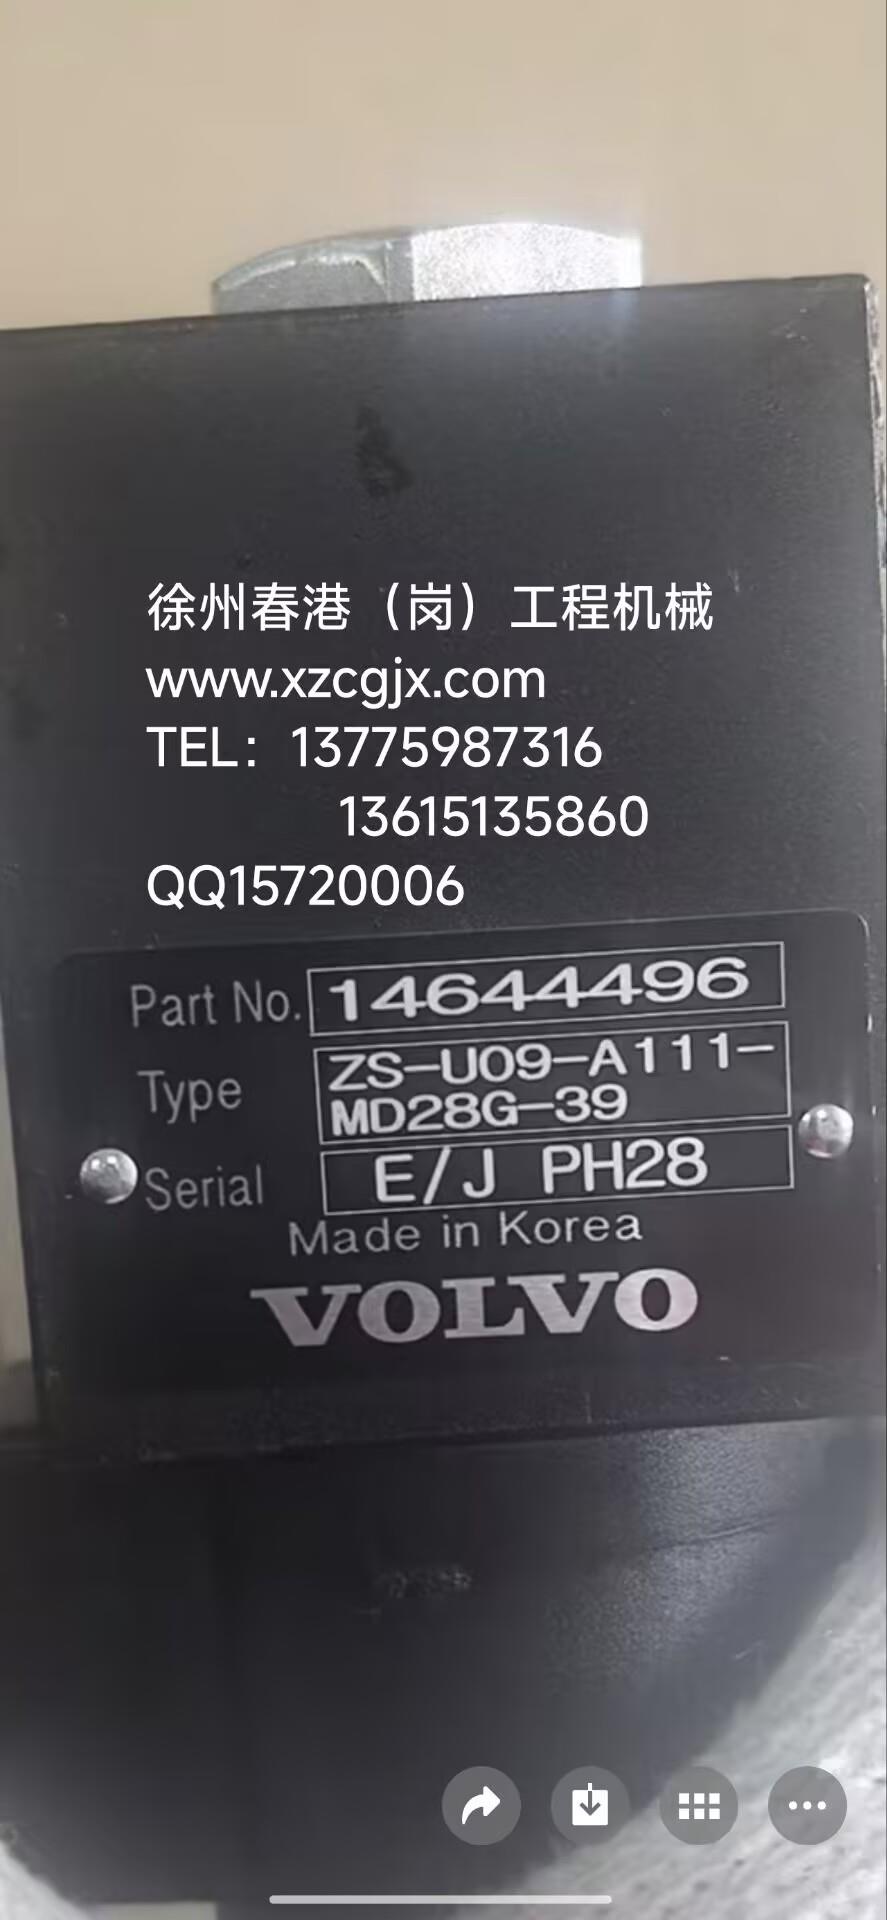 徐州春港（岗）工程机械
www.xzcgjx.com
TEL：13775987316
13615135860
QQ15720006
Part No. 14644496
Type ZS-U09-A111-
MD28G-39
Serial E/J PH28
Made in Korea
VOLVO